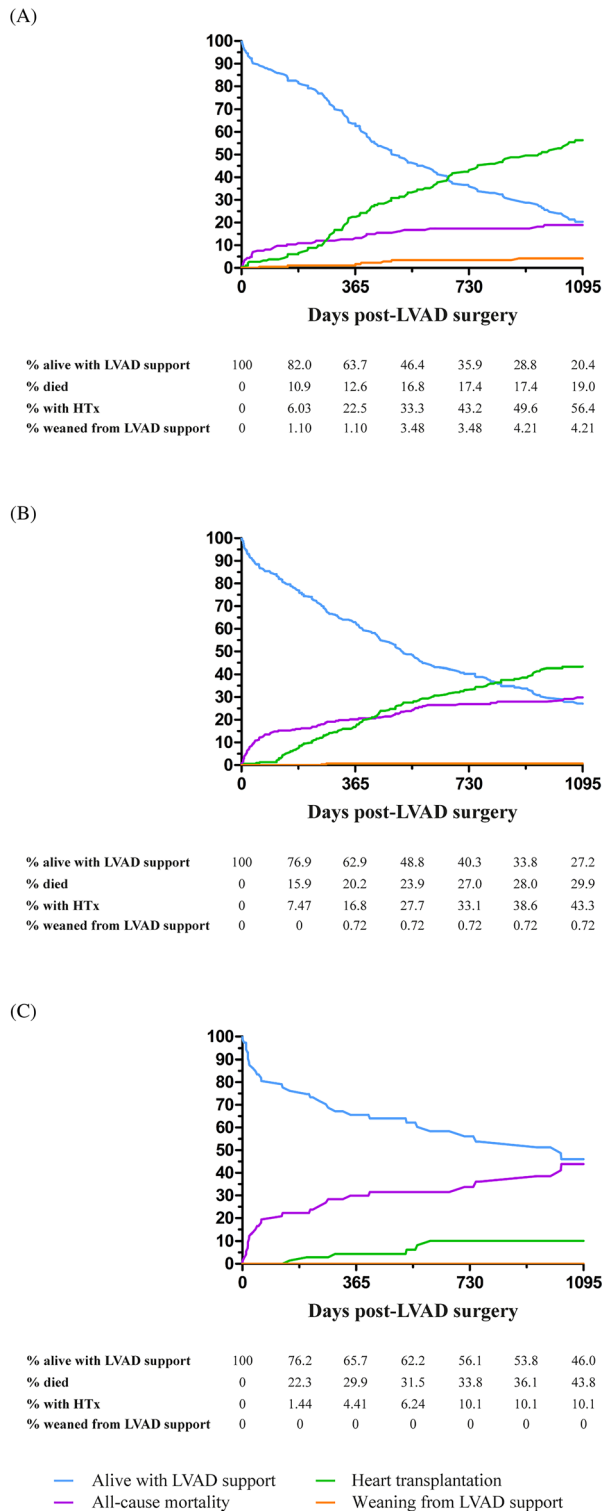 (A)
100
90
80
70
60
50
40
30
20
10
0
0 365 730 1095
Days post-LVAD surgery
% alive with LVAD support 100 82.0 63.7 46.4 35.9 28.8 20.4
% died 0 10.9 12.6 16.8 17.4 17.4 19.0
% with HTx 0 6.03 22.5 33.3 43.2 49.6 56.4
% weaned from LVAD support 0 1.10 1.10 3.48 3.48 4.21 4.21
(B)
100
90
80
70
60
50
40
30
20
10
0
0 365 730 1095
Days post-LVAD surgery
% alive with LVAD support 100 76.9 62.9 48.8 40.3 33.8 27.2
% died 0 15.9 20.2 23.9 27.0 28.0 29.9
% with HTx 0 7.47 16.8 27.7 33.1 38.6 43.3
% weaned from LVAD support 0 0 0.72 0.72 0.72 0.72 0.72
(C)
100
90
80
70
60
50
40
30
20
10
0
0 365 730 1095
Days post-LVAD surgery
% alive with LVAD support 100 76.2 65.7 62.2 56.1 53.8 46.0
% died 0 22.3 29.9 31.5 33.8 36.1 43.8
% with HTx 0 1.44 4.41 6.24 10.1 10.1 10.1
% weaned from LVAD support 0 0 0 0 0 0 0
Alive with LVAD support Heart transplantation
All-cause mortality Weaning from LVAD support